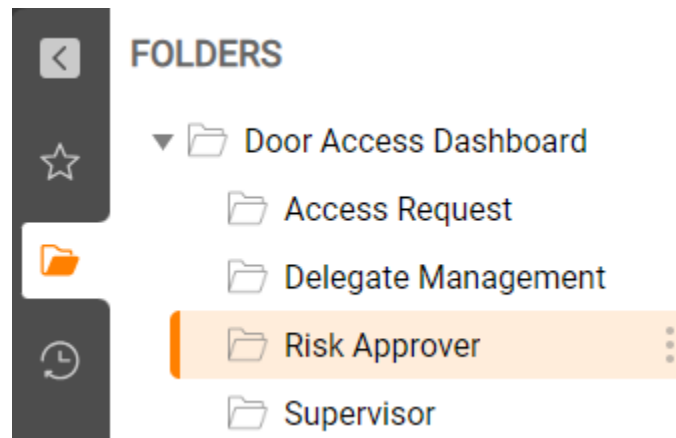 FOLDERS
Door Access Dashboard
Access Request
Delegate Management
Risk Approver
Supervisor